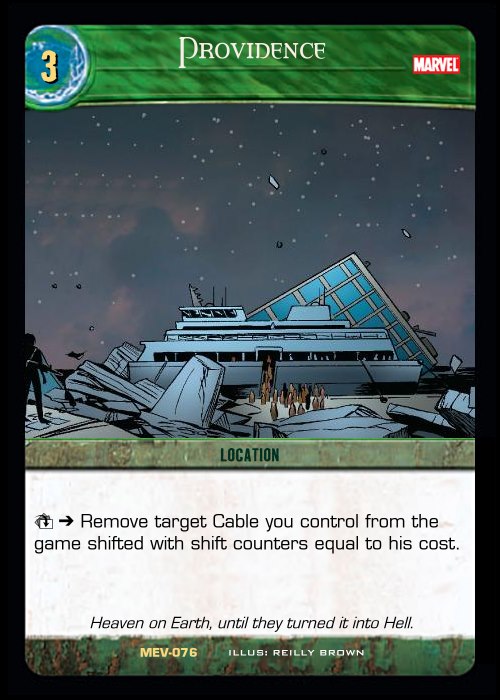 3
Providence
MARVEL
LOCATION
➔ Remove target Cable you control from the
game shifted with shift counters equal to his cost.
Heaven on Earth, until they turned it into Hell.
MEV-076 ILLUS: REILLY BROWN